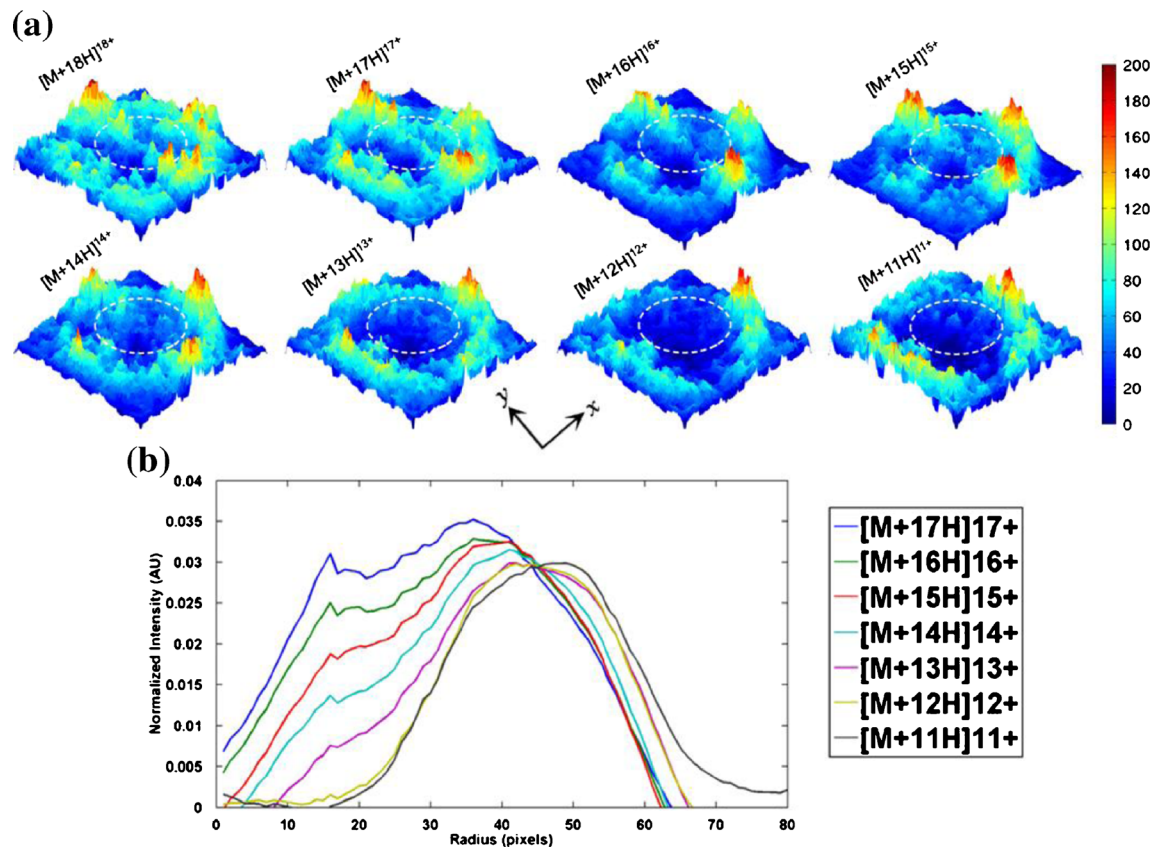 (a)
[M+18H]18+
[M+17H]17+
[M+16H]16+
[M+15H]15+
200
180
160
140
120
100
80
60
40
20
0
[M+14H]14+
[M+13H]13+
[M+12H]12+
[M+11H]11+
y
x
(b)
0.04
0.035
0.03
0.025
0.02
0.015
0.01
0.005
0
Normalized Intensity (AU)
0 10 20 30 40 50 60 70 80
Radius (pixels)
[M+17H]17+
[M+16H]16+
[M+15H]15+
[M+14H]14+
[M+13H]13+
[M+12H]12+
[M+11H]11+